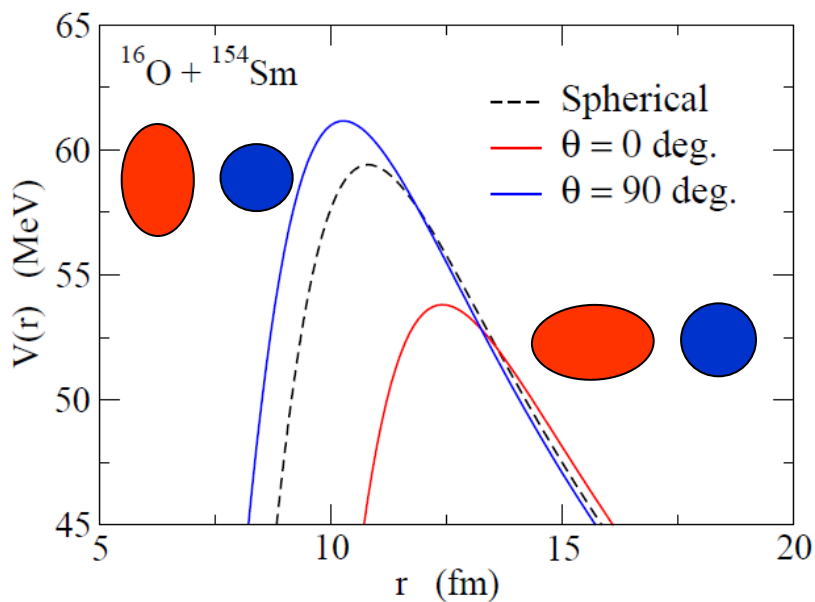 ¹⁶O + ¹⁵⁴Sm
Spherical
θ = 0 deg.
θ = 90 deg.
V(r) (MeV)
65
60
55
50
45
5
10
15
20
r (fm)